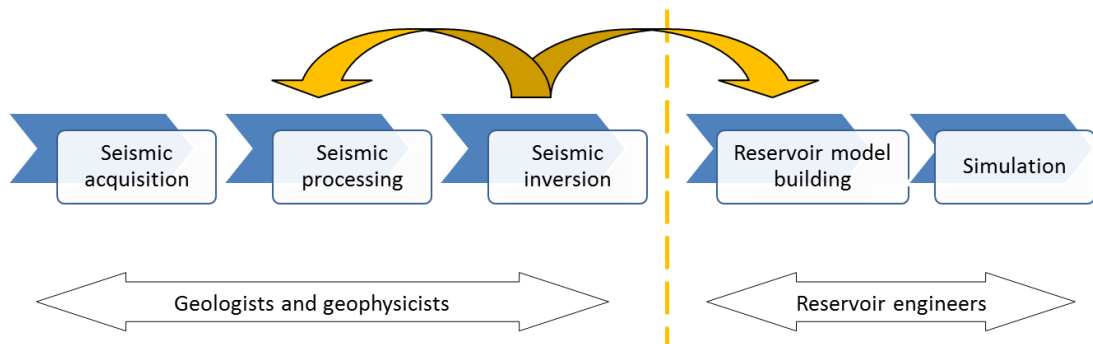 Seismic
acquisition
Seismic
processing
Seismic
inversion
Reservoir model
building
Simulation
Geologists and geophysicists
Reservoir engineers